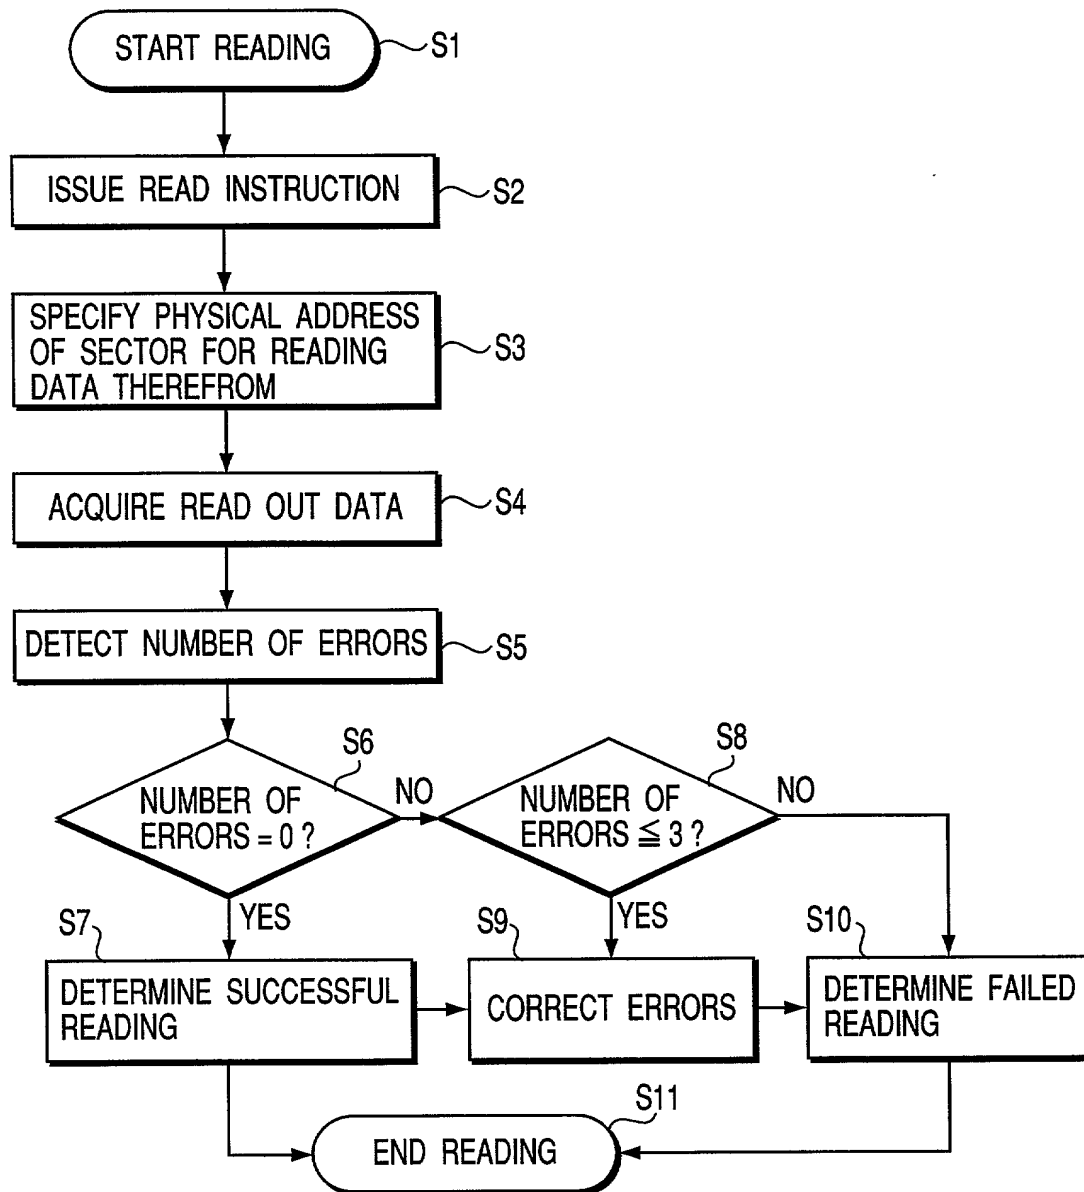 START READING
S1
ISSUE READ INSTRUCTION
S2
SPECIFY PHYSICAL ADDRESS
OF SECTOR FOR READING
DATA THEREFROM
S3
ACQUIRE READ OUT DATA
S4
DETECT NUMBER OF ERRORS
S5
S6
NUMBER OF
ERRORS = 0 ?
NO
YES
S8
NUMBER OF
ERRORS ≦ 3 ?
NO
YES
S7
DETERMINE SUCCESSFUL
READING
S9
CORRECT ERRORS
S10
DETERMINE FAILED
READING
S11
END READING